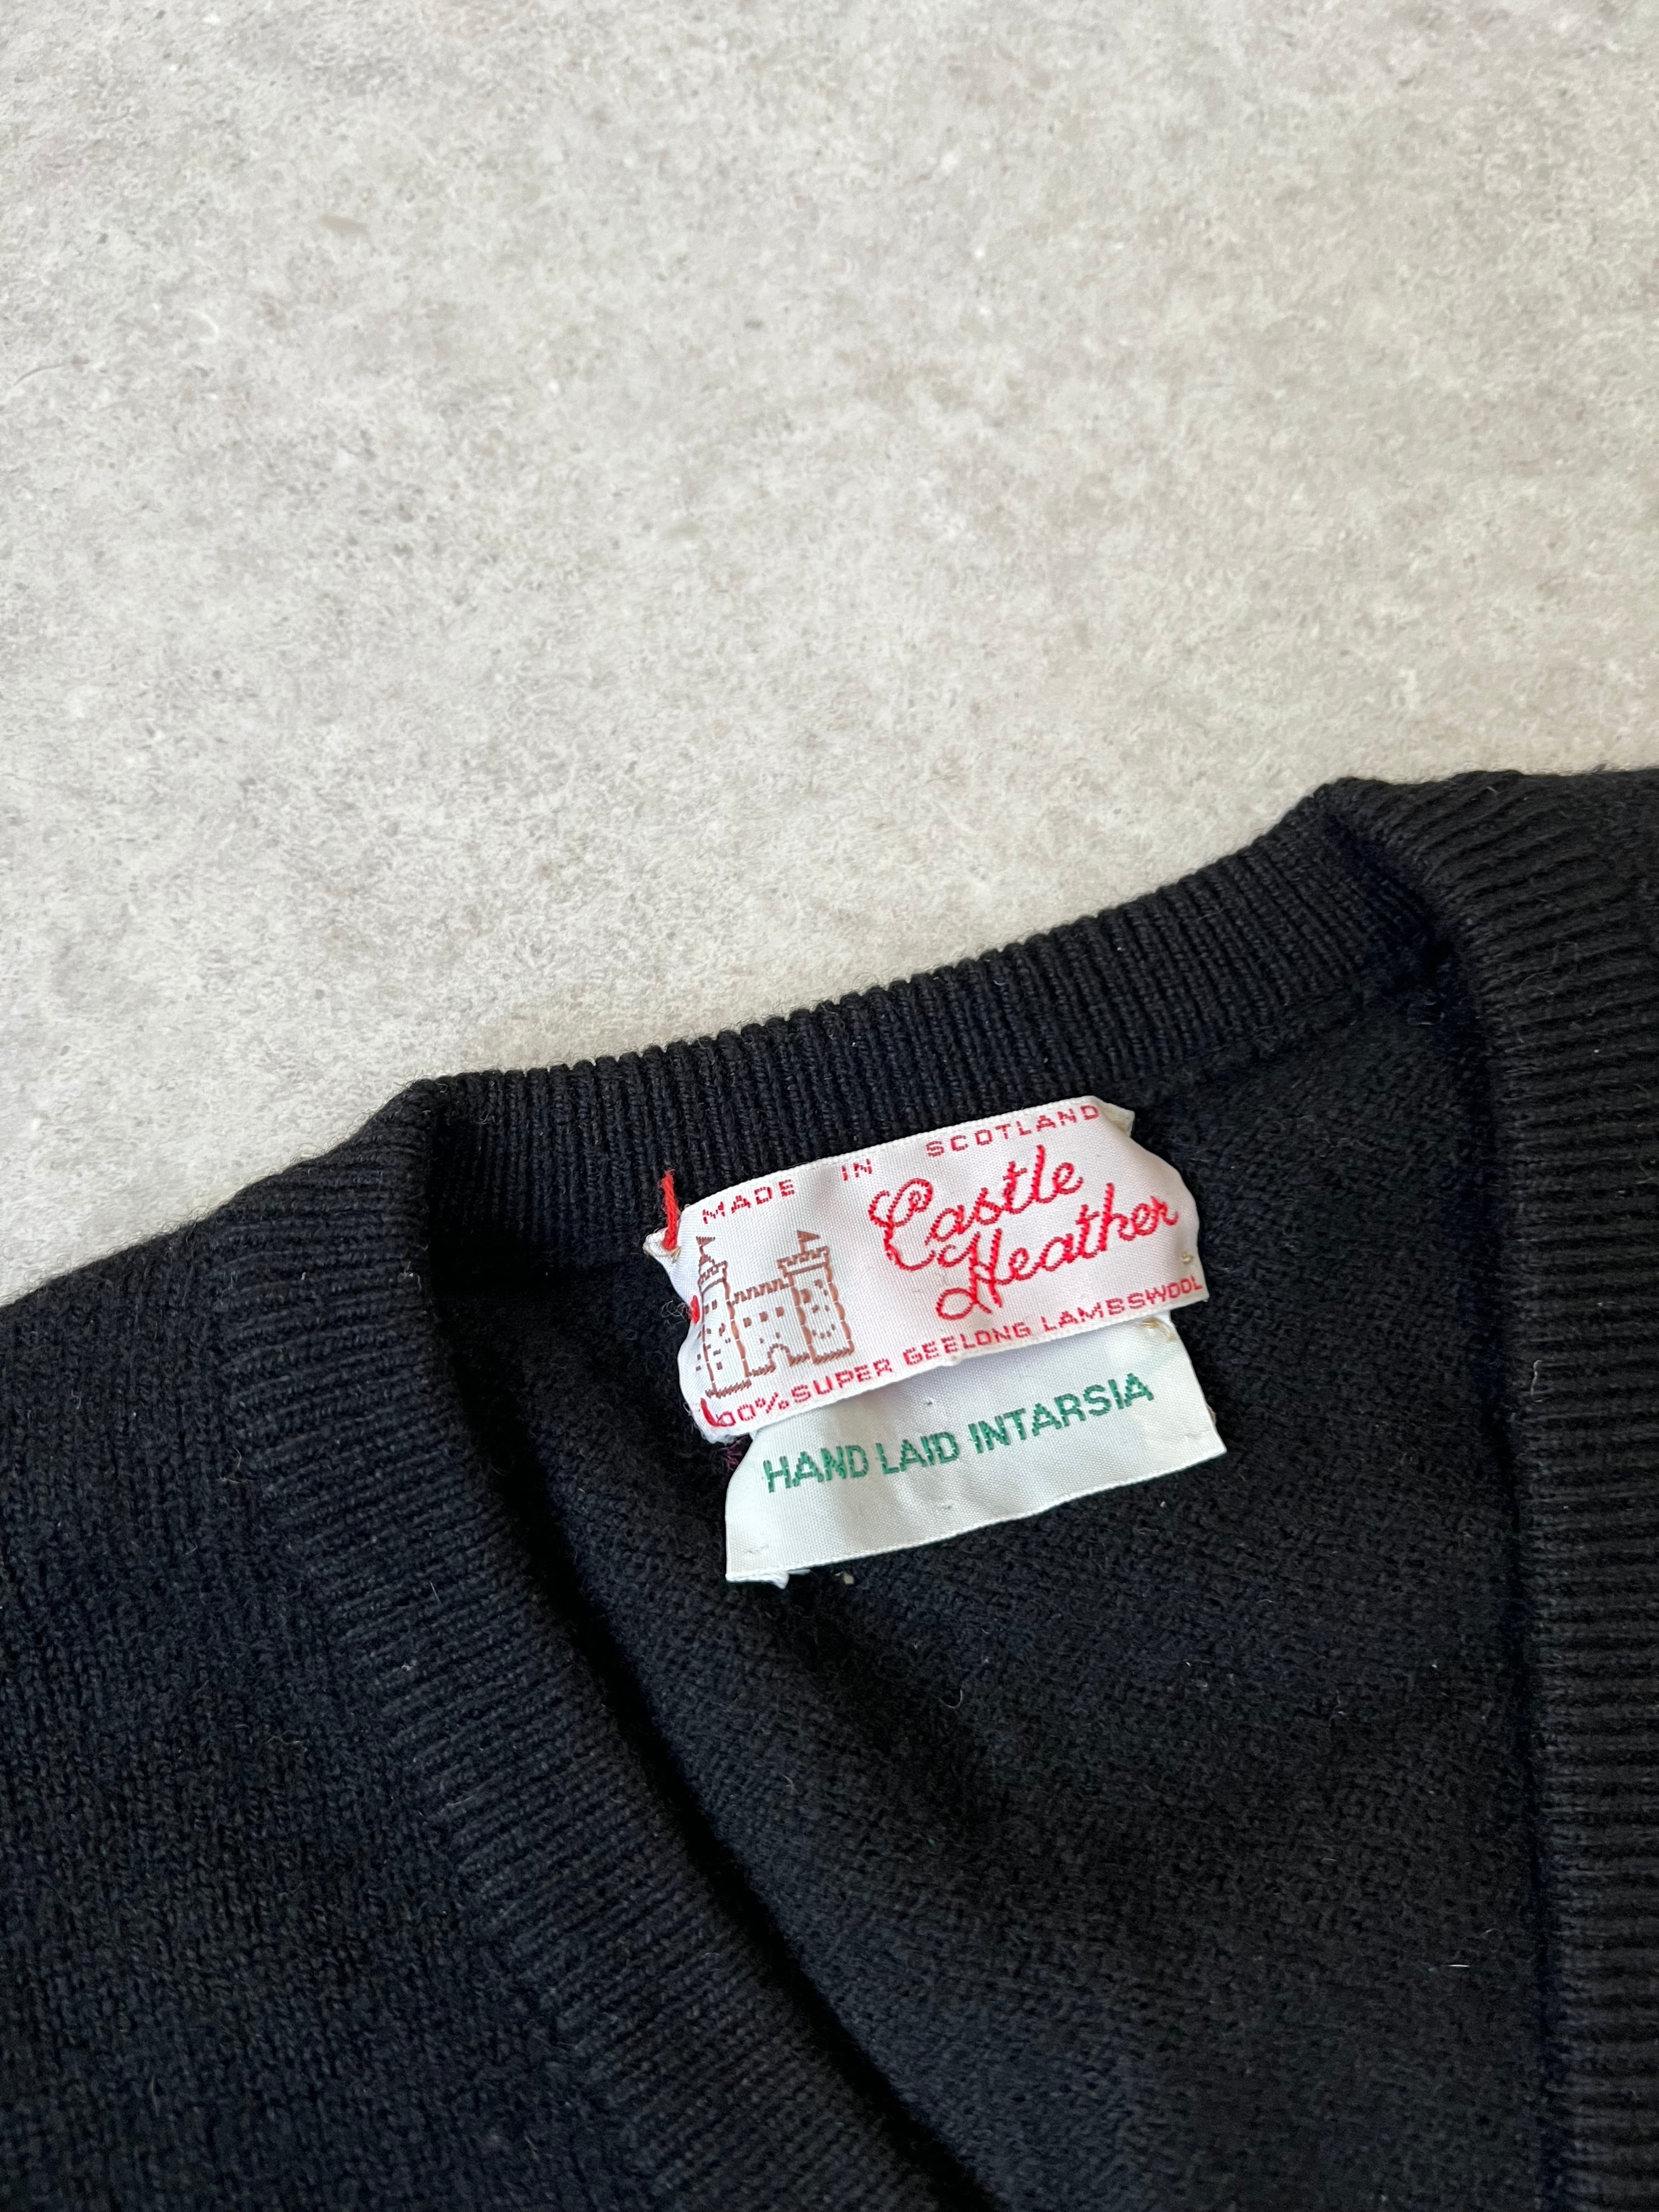 MADE IN SCOTLAND
Castle
Heather
100% SUPER GEELONG LAMBSWOOL
HAND LAID INTARSIA